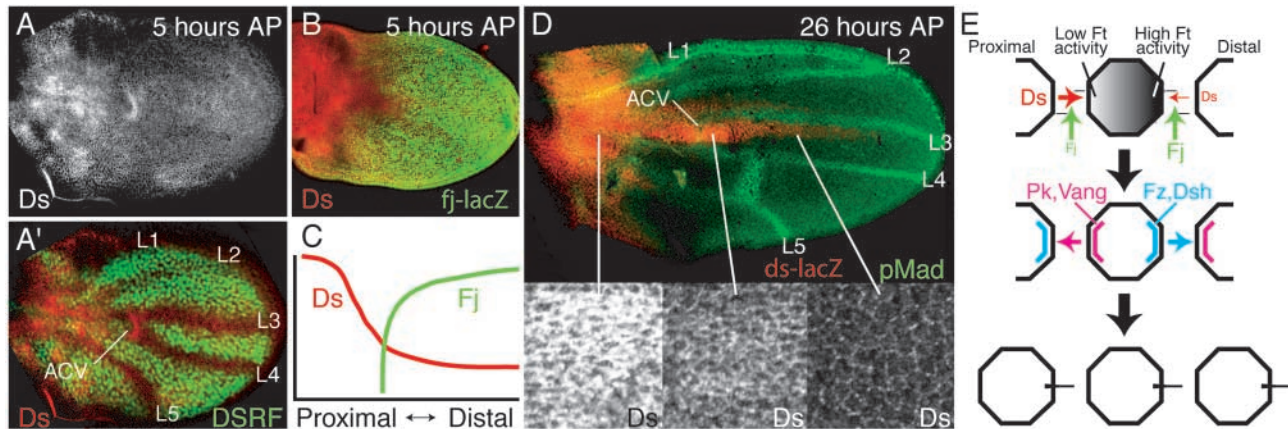 A
5 hours AP
Ds
A'
L1
L2
L3
ACV
L4
L5
Ds
DSRF
B
5 hours AP
Ds
fj-lacZ
C
Ds
Fj
Proximal ↔ Distal
D
26 hours AP
L1
L2
ACV
L3
L4
L5
ds-lacZ
pMad
Ds
Ds
Ds
E
Low Ft
activity
High Ft
activity
Proximal
Distal
Ds
Ds
Fj
Fj
Pk,Vang
Fz,Dsh